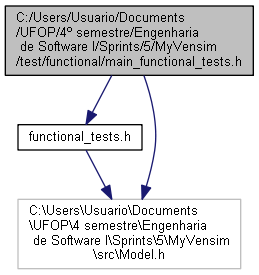 C:/Users/Usuario/Documents
/UFOP/4º semestre/Engenharia
de Software I/Sprints/5/MyVensim
/test/functional/main_functional_tests.h
functional_tests.h
C:\Users\Usuario\Documents
\UFOP\4 semestre\Engenharia
de Software I\Sprints\5\MyVensim
\src\Model.h